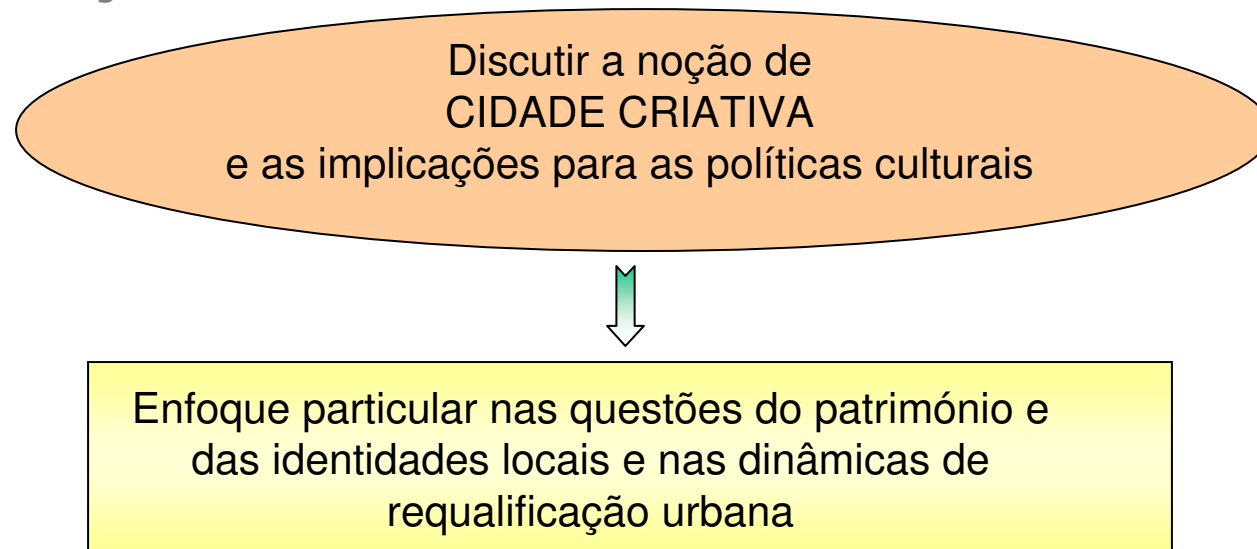 Discutir a noção de
CIDADE CRIATIVA
e as implicações para as políticas culturais
Enfoque particular nas questões do património e
das identidades locais e nas dinâmicas de
requalificação urbana